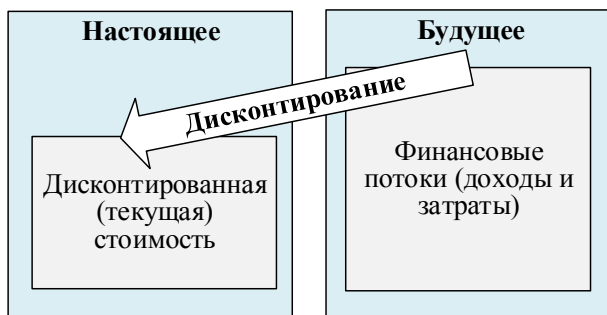 Настоящее
Будущее
Дисконтирование
Дисконтированная
(текущая)
стоимость
Финансовые
потоки (доходы и
затраты)